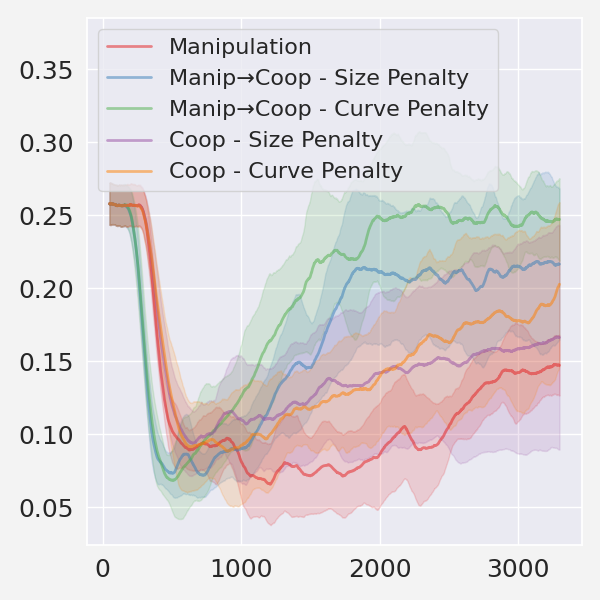 Manipulation
Manip→Coop - Size Penalty
Manip→Coop - Curve Penalty
Coop - Size Penalty
Coop - Curve Penalty
0.35
0.30
0.25
0.20
0.15
0.10
0.05
0 1000 2000 3000